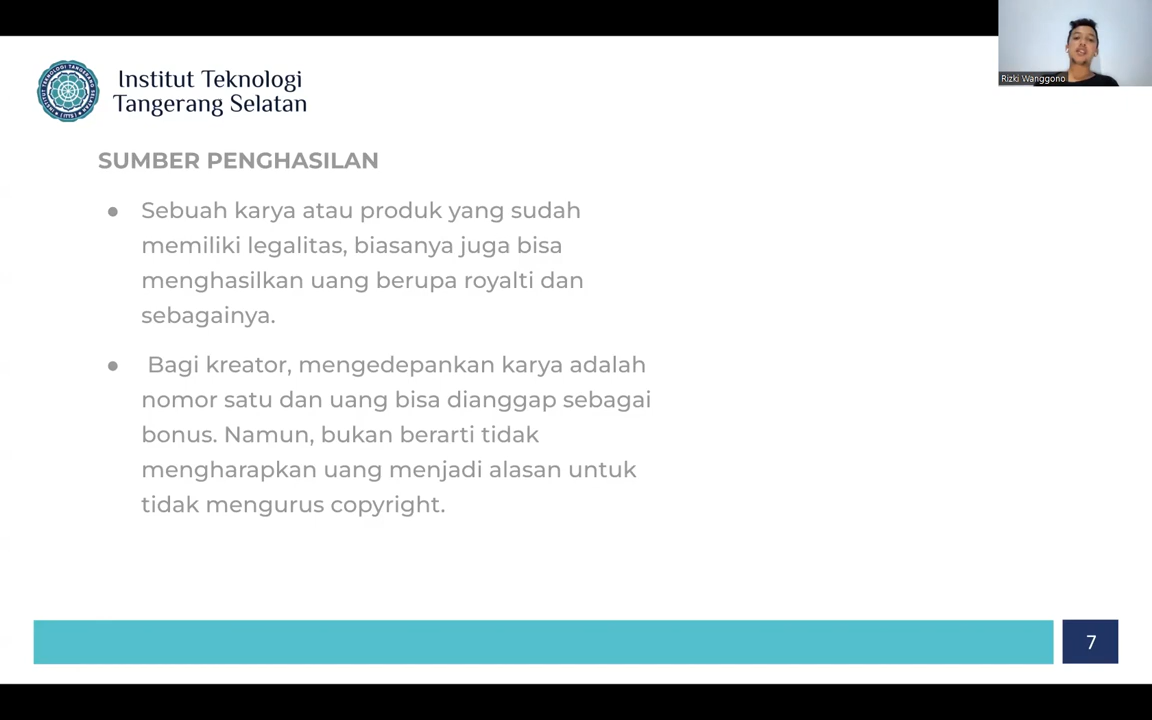 Rizki Wanggono
Institut Teknologi
Tangerang Selatan
SUMBER PENGHASILAN
● Sebuah karya atau produk yang sudah
memiliki legalitas, biasanya juga bisa
menghasilkan uang berupa royalti dan
sebagainya.
● Bagi kreator, mengedepankan karya adalah
nomor satu dan uang bisa dianggap sebagai
bonus. Namun, bukan berarti tidak
mengharapkan uang menjadi alasan untuk
tidak mengurus copyright.
7